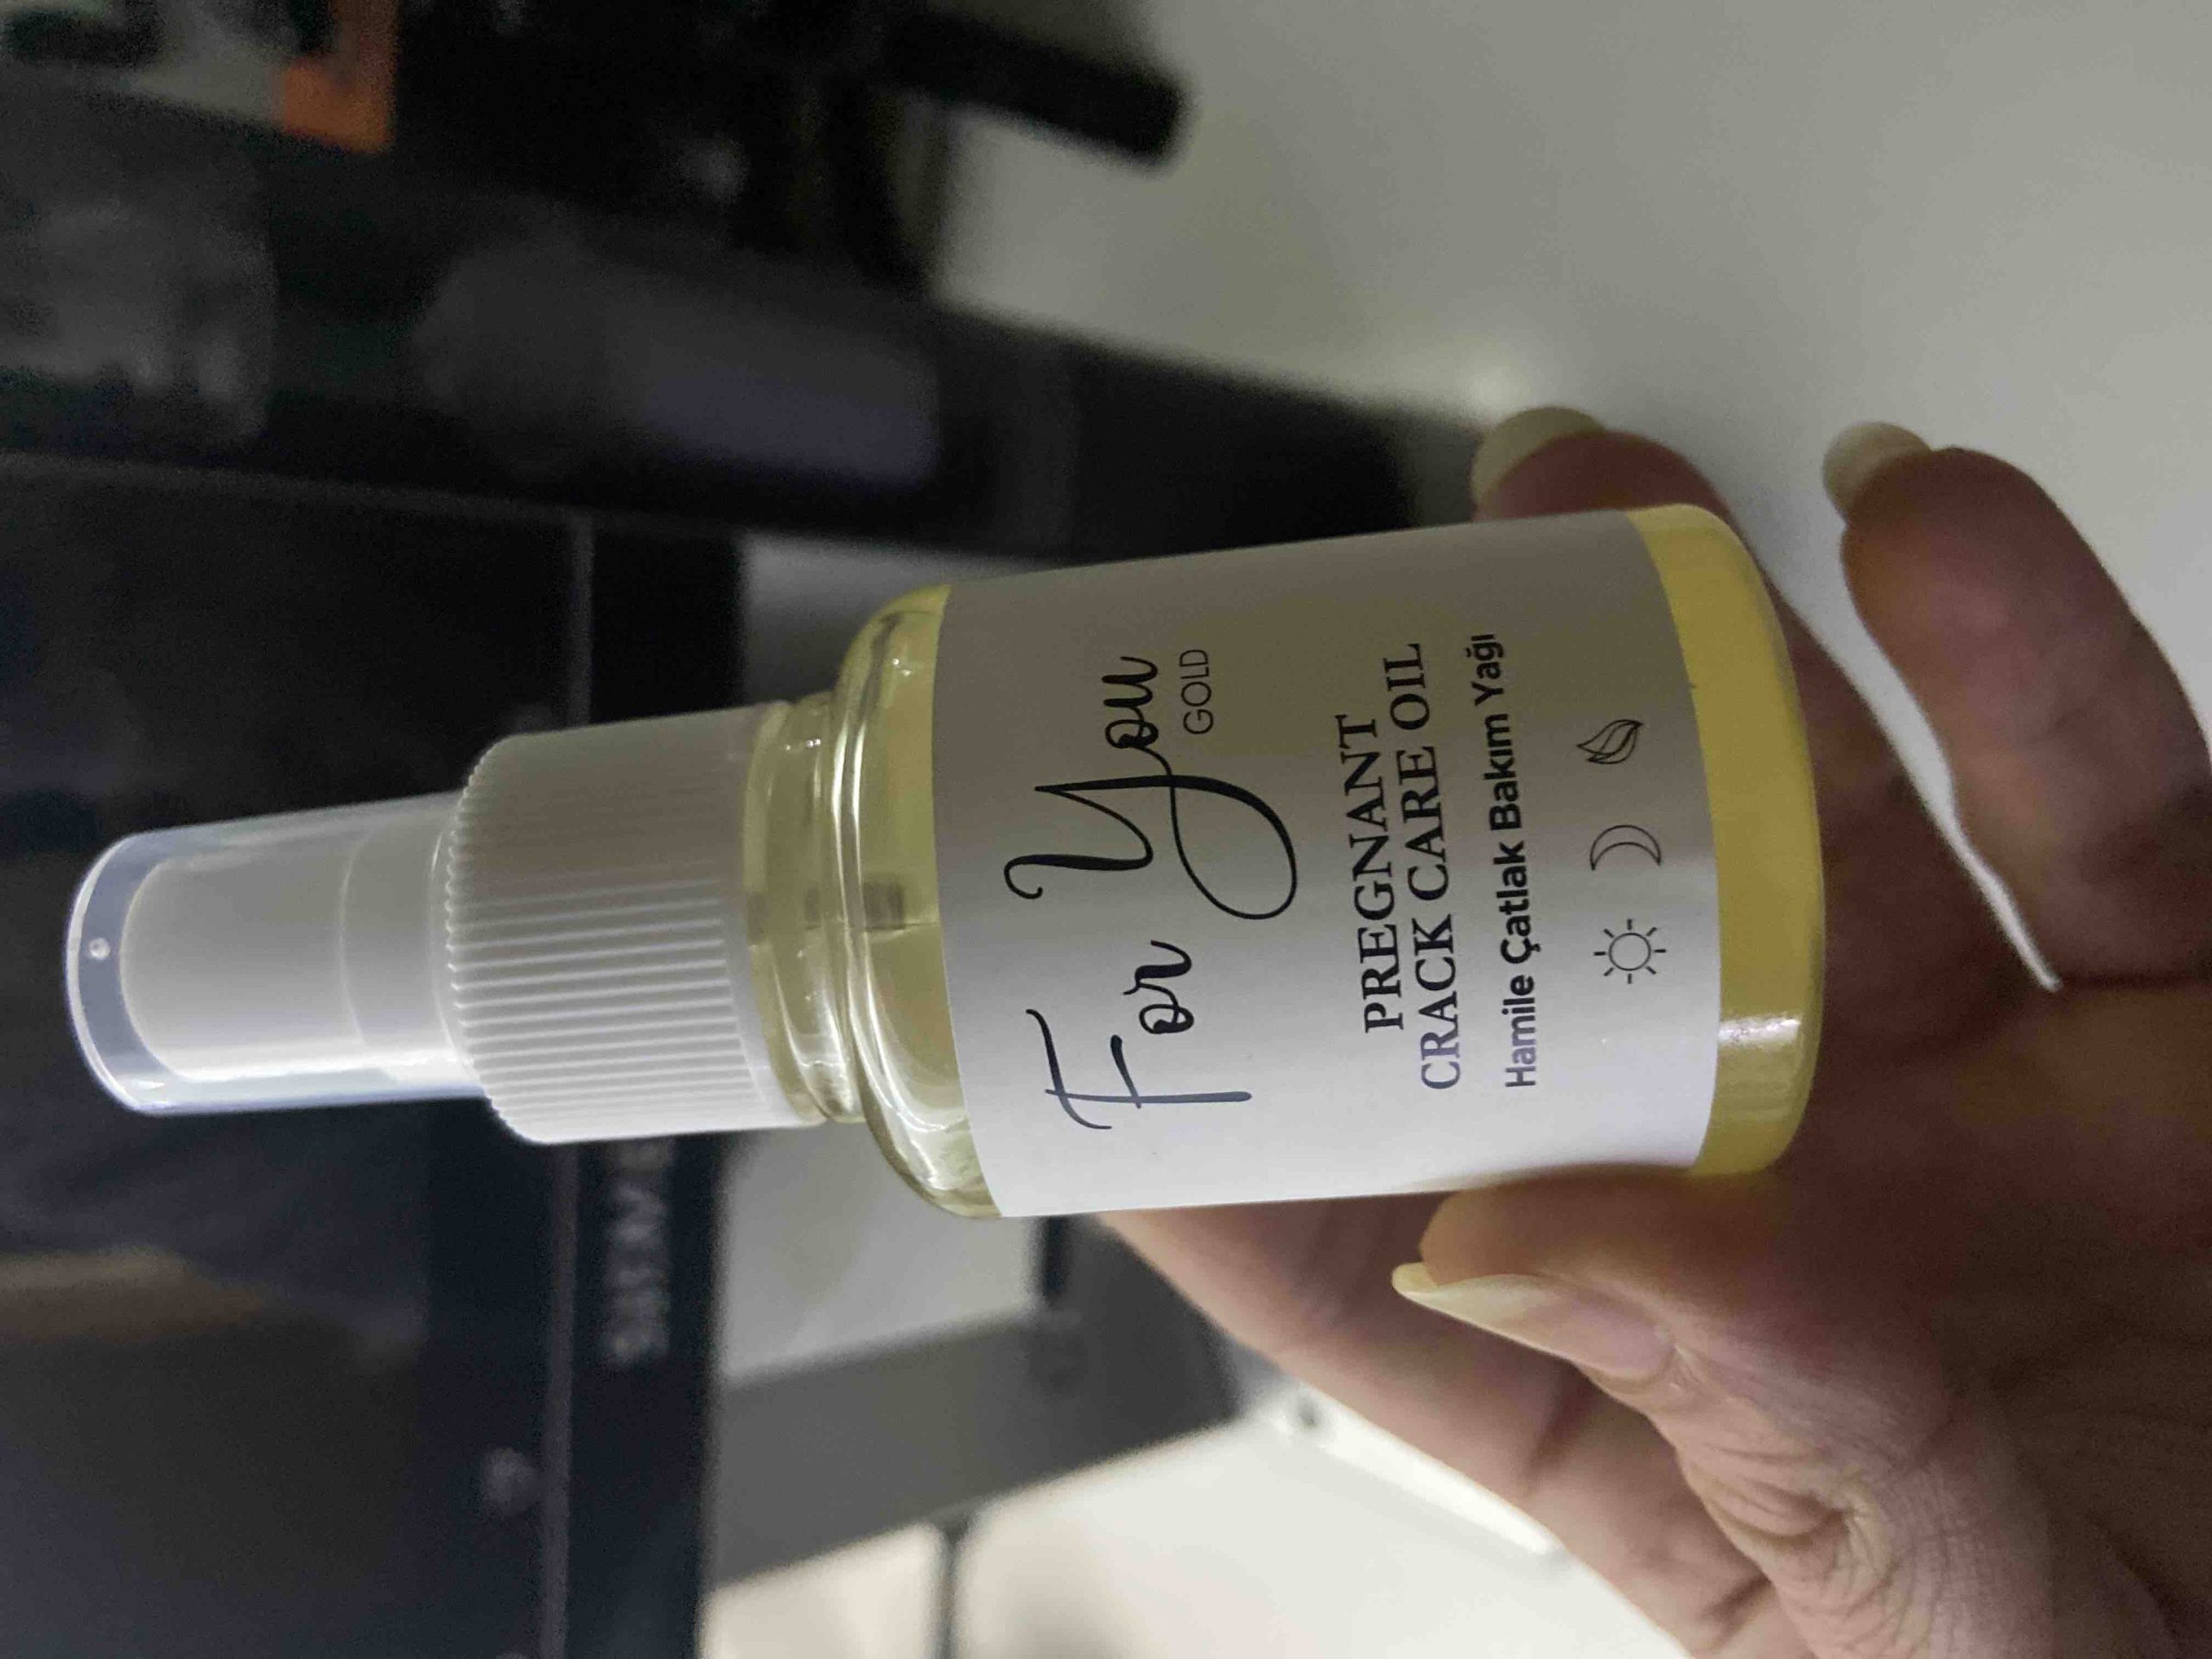 For You
GOLD
PREGNANT
CRACK CARE OIL
Hamile Çatlak Bakım Yağı